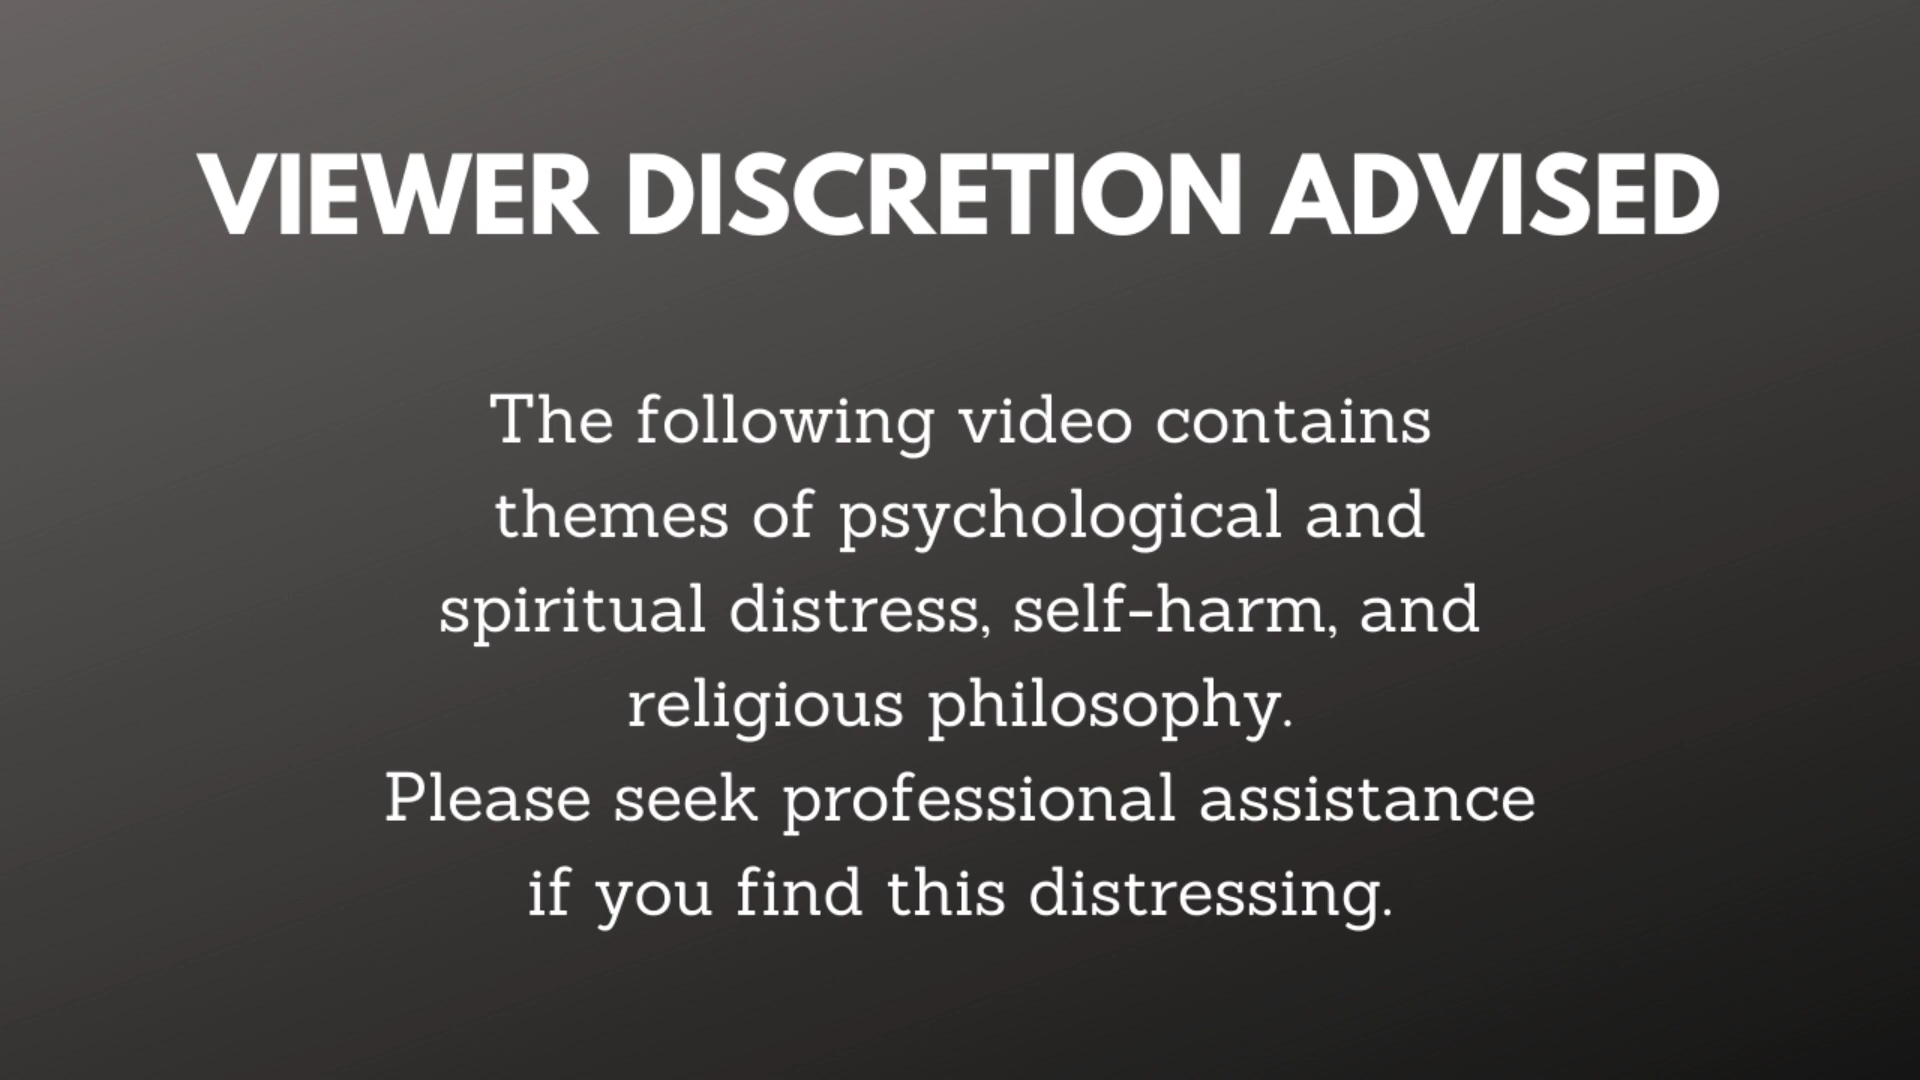 VIEWER DISCRETION ADVISED
The following video contains
themes of psychological and
spiritual distress, self-harm, and
religious philosophy.
Please seek professional assistance
if you find this distressing.